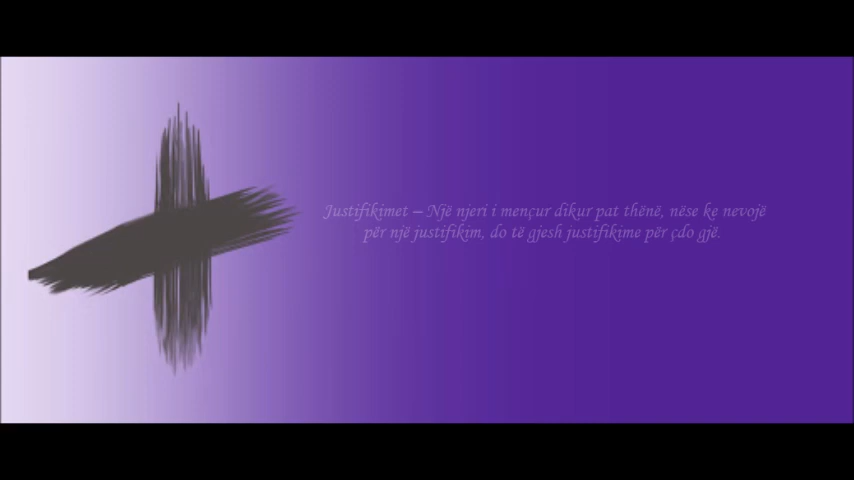 Justifikimet – Një njeri i mençur dikur pat thënë, nëse ke nevojë
për një justifikim, do të gjesh justifikime për çdo gjë.